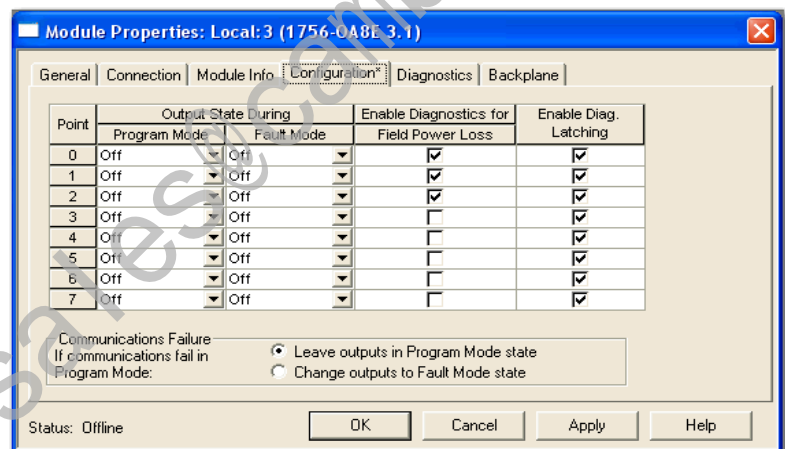 Module Properties: Local:3 (1756-OA8E 3.1)
General Connection Module Info Configuration* Diagnostics Backplane
Point Output State During Enable Diagnostics for Enable Diag.
Program Mode Fault Mode Field Power Loss Latching
0 Off Off
1 Off Off
2 Off Off
3 Off Off
4 Off Off
5 Off Off
6 Off Off
7 Off Off
Communications Failure
If communications fail in
Program Mode:
Leave outputs in Program Mode state
Change outputs to Fault Mode state
Status: Offline OK Cancel Apply Help